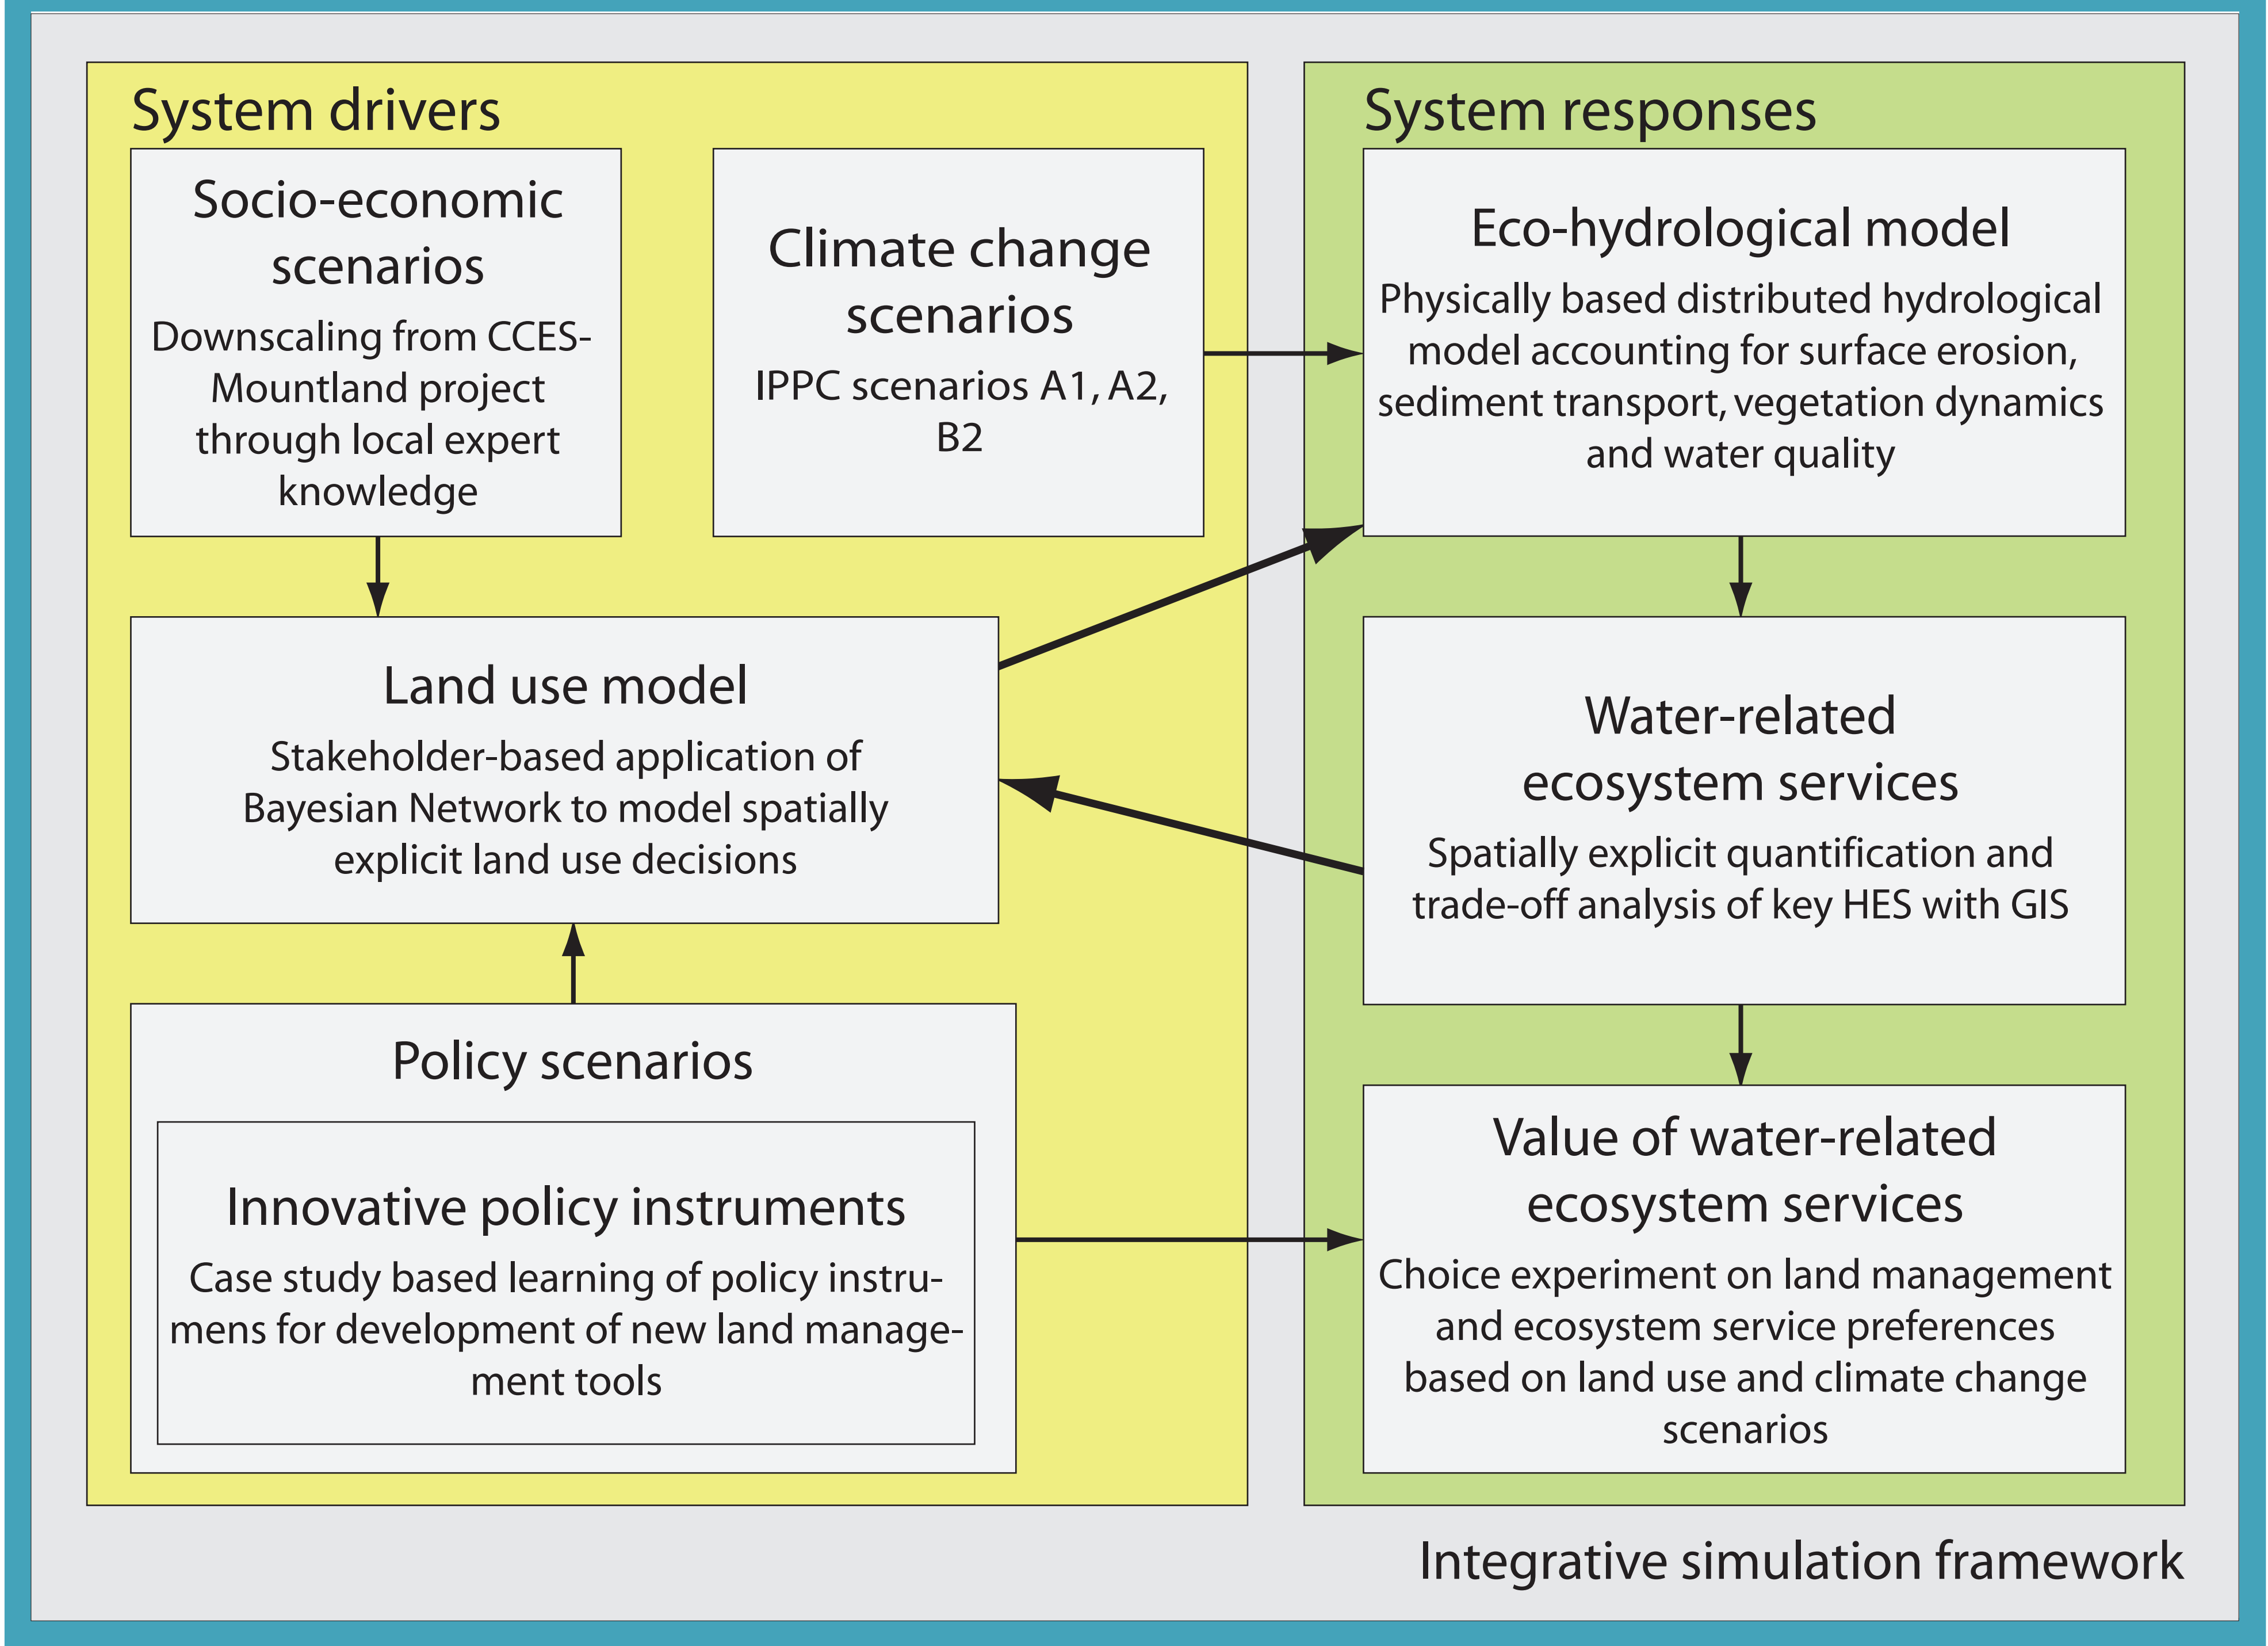 System drivers
Socio-economic
scenarios
Downscaling from CCES-
Mountland project
through local expert
knowledge
Climate change
scenarios
IPPC scenarios A1, A2,
B2
Land use model
Stakeholder-based application of
Bayesian Network to model spatially
explicit land use decisions
Policy scenarios
Innovative policy instruments
Case study based learning of policy instru-
mens for development of new land manage-
ment tools
System responses
Eco-hydrological model
Physically based distributed hydrological
model accounting for surface erosion,
sediment transport, vegetation dynamics
and water quality
Water-related
ecosystem services
Spatially explicit quantification and
trade-off analysis of key HES with GIS
Value of water-related
ecosystem services
Choice experiment on land management
and ecosystem service preferences
based on land use and climate change
scenarios
Integrative simulation framework